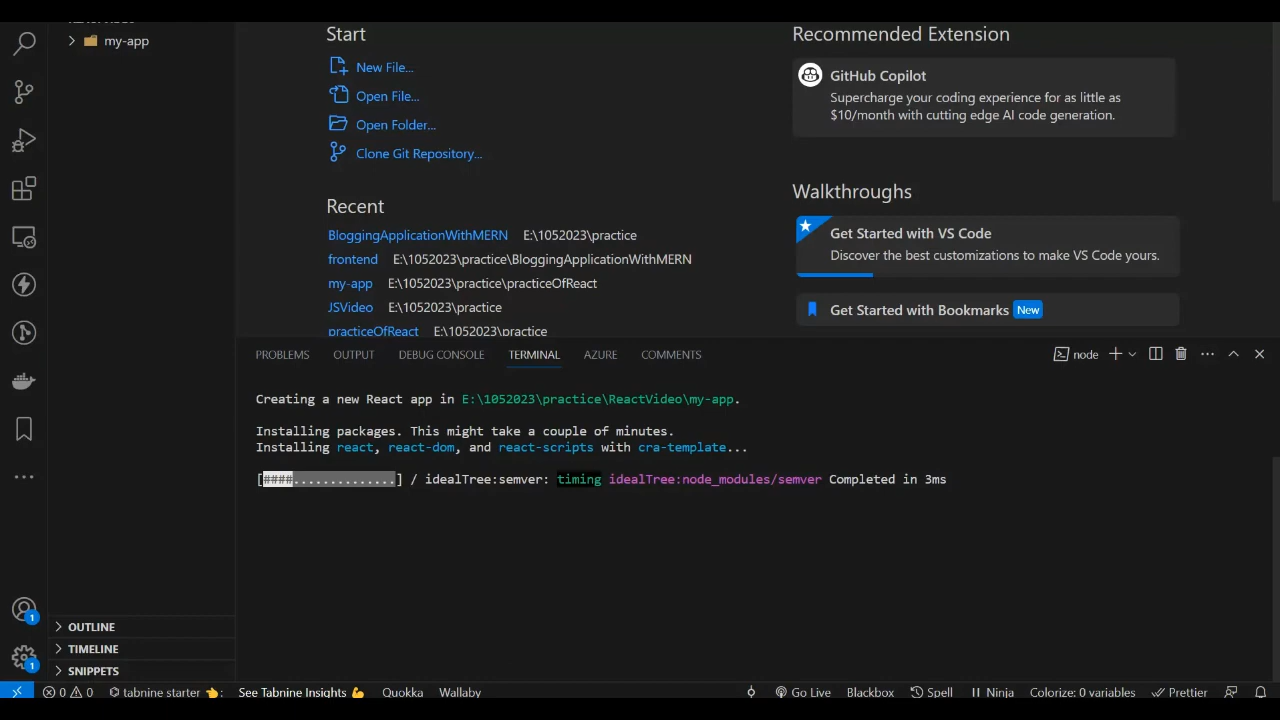 my-app
Start
New File...
Open File...
Open Folder...
Clone Git Repository...
Recent
BloggingApplicationWithMERN E:\1052023\practice
frontend E:\1052023\practice\BloggingApplicationWithMERN
my-app E:\1052023\practice\practiceOfReact
JSVideo E:\1052023\practice
practiceOfReact E:\1052023\practice
Recommended Extension
GitHub Copilot
Supercharge your coding experience for as little as
$10/month with cutting edge AI code generation.
Walkthroughs
Get Started with VS Code
Discover the best customizations to make VS Code yours.
Get Started with Bookmarks New
PROBLEMS OUTPUT DEBUG CONSOLE TERMINAL AZURE COMMENTS node
Creating a new React app in E:\1052023\practice\ReactVideo\my-app.
Installing packages. This might take a couple of minutes.
Installing react, react-dom, and react-scripts with cra-template...
[####..............] / idealTree:semver: timing idealTree:node_modules/semver Completed in 3ms
1
OUTLINE
TIMELINE
1
SNIPPETS
0 0 tabnine starter : See Tabnine Insights Quokka Wallaby Go Live Blackbox Spell Ninja Colorize: 0 variables Prettier